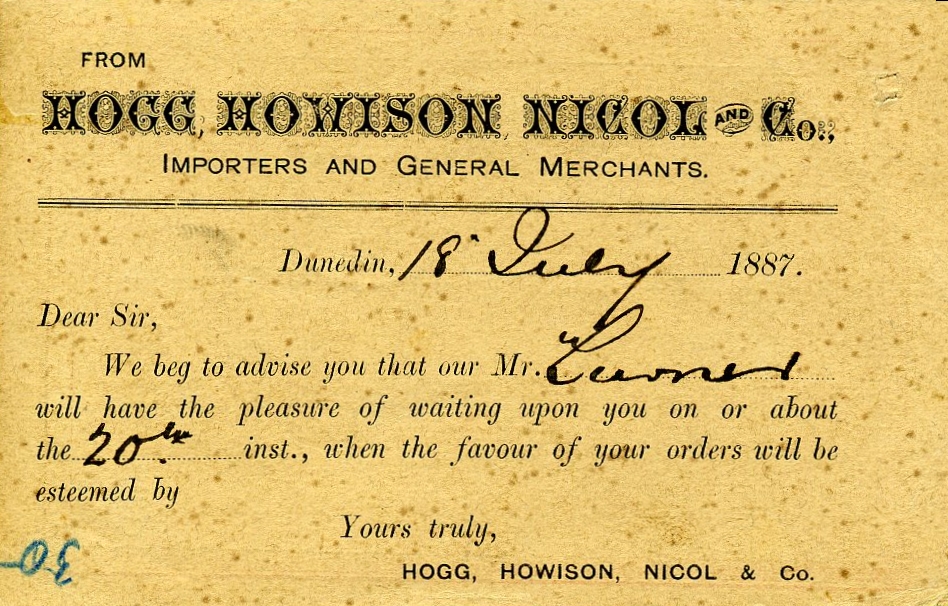 FROM
HOGG, HOWISON, NICOL AND Co.,
IMPORTERS AND GENERAL MERCHANTS.
Dunedin, 18 July 1887.
Dear Sir,
We beg to advise you that our Mr.
will have the pleasure of waiting upon you on or about
the 20th inst., when the favour of your orders will be
esteemed by
Yours truly,
HOGG, HOWISON, NICOL & Co.
30